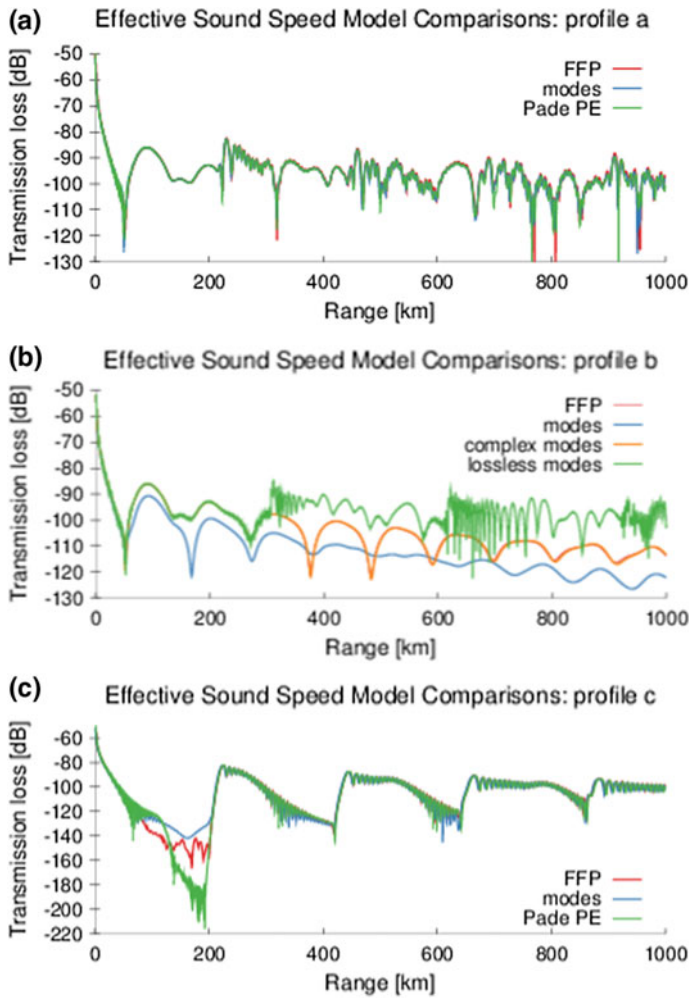 (a) Effective Sound Speed Model Comparisons: profile a
Transmission loss [dB]
-50
-60
-70
-80
-90
-100
-110
-120
-130
FFP
modes
Pade PE
0 200 400 600 800 1000
Range [km]
(b) Effective Sound Speed Model Comparisons: profile b
Transmission loss [dB]
-50
-60
-70
-80
-90
-100
-110
-120
-130
FFP
modes
complex modes
lossless modes
0 200 400 600 800 1000
Range [km]
(c) Effective Sound Speed Model Comparisons: profile c
Transmission loss [dB]
-60
-80
-100
-120
-140
-160
-180
-200
-220
FFP
modes
Pade PE
0 200 400 600 800 1000
Range [km]